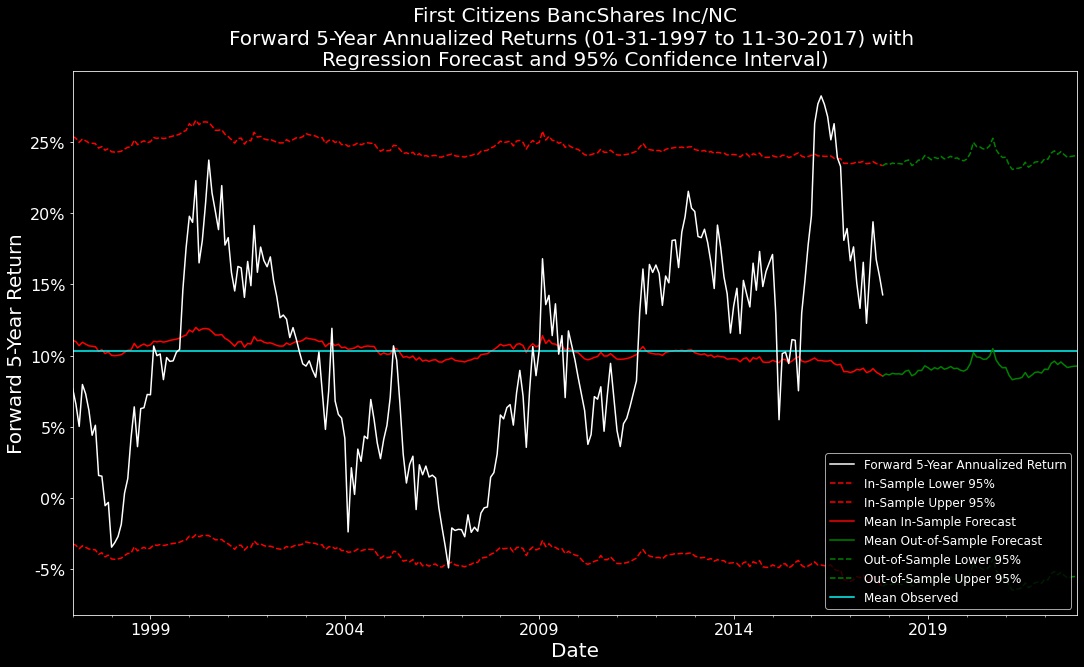 First Citizens BancShares Inc/NC
Forward 5-Year Annualized Returns (01-31-1997 to 11-30-2017) with
Regression Forecast and 95% Confidence Interval)
Forward 5-Year Return
25%
20%
15%
10%
5%
0%
-5%
Forward 5-Year Annualized Return
In-Sample Lower 95%
In-Sample Upper 95%
Mean In-Sample Forecast
Mean Out-of-Sample Forecast
Out-of-Sample Lower 95%
Out-of-Sample Upper 95%
Mean Observed
1999
2004
2009
2014
2019
Date